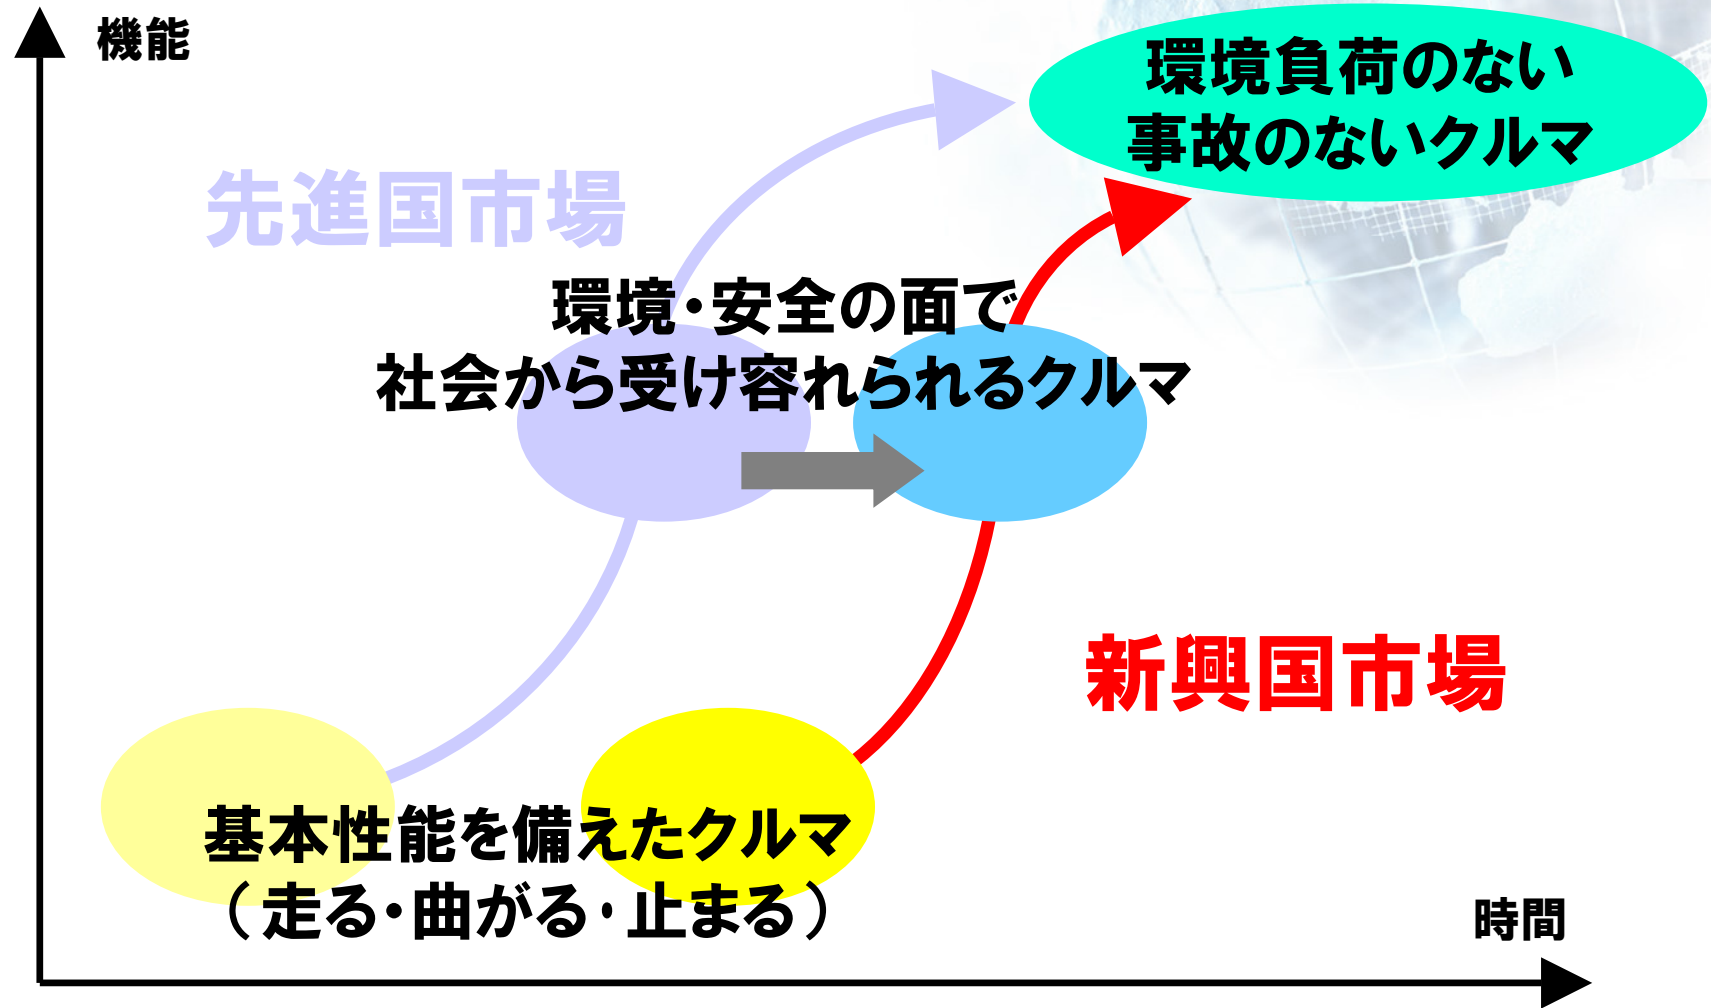 機能
環境負荷のない
事故のないクルマ
先進国市場
環境・安全の面で
社会から受け容れられるクルマ
新興国市場
基本性能を備えたクルマ
（走る・曲がる・止まる）
時間